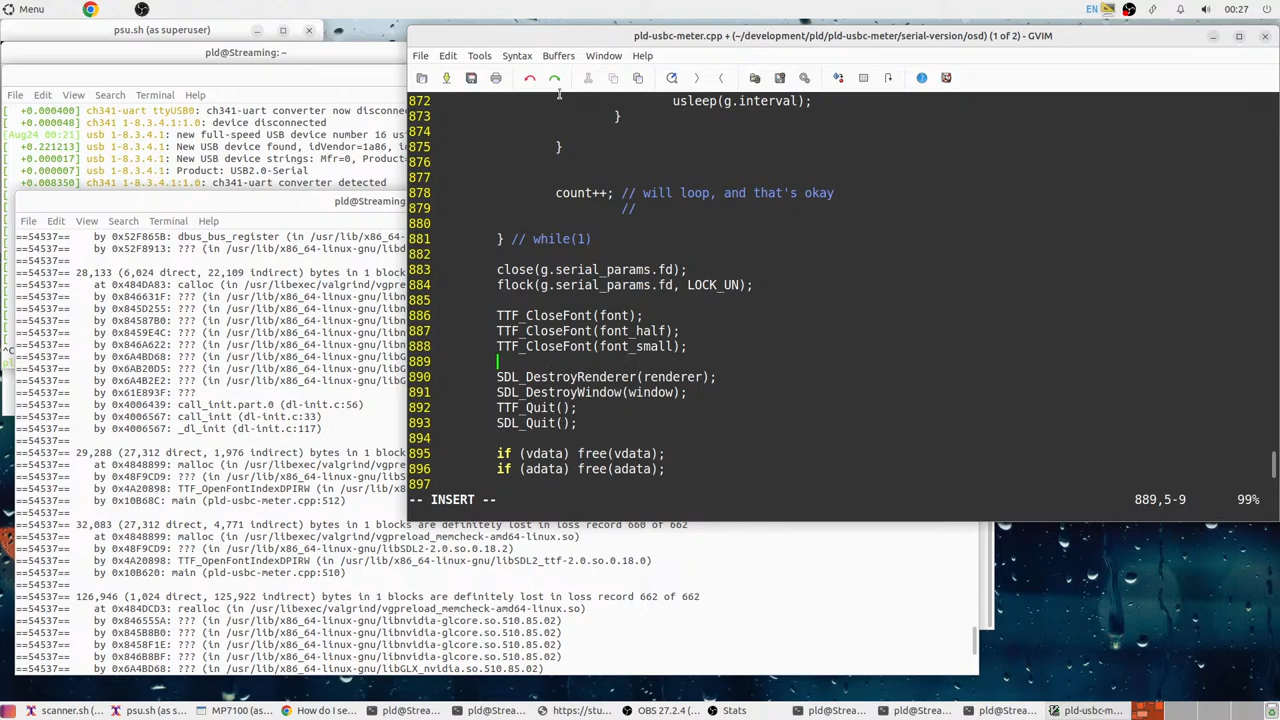 Menu
EN
00:27
psu.sh (as superuser)
pld@Streaming: ~
File Edit View Search Terminal Help
[ +0.000400] ch341-uart ttyUSB0: ch341-uart converter now disconne
[ +0.000048] ch341 1-8.3.4.1:1.0: device disconnected
[Aug24 00:21] usb 1-8.3.4.1: new full-speed USB device number 16 us
[ +0.221213] usb 1-8.3.4.1: New USB device found, idVendor=1a86, id
[ +0.000017] usb 1-8.3.4.1: New USB device strings: Mfr=0, Product=
[ +0.000009] usb 1-8.3.4.1: Product: USB2.0-Serial
[ +0.008350] ch341 1-8.3.4.1:1.0: ch341-uart converter detected
pld@Streaming
File Edit View Search Terminal Help
==54537== by 0x52F865B: dbus_bus_register (in /usr/lib/x86_64-
==54537== by 0x52F8913: ??? (in /usr/lib/x86_64-linux-gnu/libd
==54537==
==54537== 28,133 (6,024 direct, 22,109 indirect) bytes in 1 block
==54537== at 0x484DA83: calloc (in /usr/libexec/valgrind/vgpre
==54537== by 0x846631F: ??? (in /usr/lib/x86_64-linux-gnu/libn
==54537== by 0x845D255: ??? (in /usr/lib/x86_64-linux-gnu/libn
==54537== by 0x84587B0: ??? (in /usr/lib/x86_64-linux-gnu/libn
==54537== by 0x8459E4C: ??? (in /usr/lib/x86_64-linux-gnu/libn
==54537== by 0x846A622: ??? (in /usr/lib/x86_64-linux-gnu/libn
==54537== by 0x6A4BD68: ??? (in /usr/lib/x86_64-linux-gnu/libG
==54537== by 0x6AB20D5: ??? (in /usr/lib/x86_64-linux-gnu/libG
==54537== by 0x6A4B2E2: ??? (in /usr/lib/x86_64-linux-gnu/libG
==54537== by 0x61E893F: ???
==54537== by 0x4006439: call_init.part.0 (dl-init.c:56)
==54537== by 0x4006567: call_init (dl-init.c:33)
==54537== by 0x4006567: _dl_init (dl-init.c:117)
==54537==
==54537== 29,288 (27,312 direct, 1,976 indirect) bytes in 1 block
==54537== at 0x4848899: malloc (in /usr/libexec/valgrind/vgpre
==54537== by 0x48F9CD9: ??? (in /usr/lib/x86_64-linux-gnu/libS
==54537== by 0x4A20898: TTF_OpenFontIndexDPIRW (in /usr/lib/x8
==54537== by 0x10B68C: main (pld-usbc-meter.cpp:512)
==54537==
==54537== 32,083 (27,312 direct, 4,771 indirect) bytes in 1 blocks are definitely lost in loss record 660 of 662
==54537== at 0x4848899: malloc (in /usr/libexec/valgrind/vgpreload_memcheck-amd64-linux.so)
==54537== by 0x48F9CD9: ??? (in /usr/lib/x86_64-linux-gnu/libSDL2-2.0.so.0.18.2)
==54537== by 0x4A20898: TTF_OpenFontIndexDPIRW (in /usr/lib/x86_64-linux-gnu/libSDL2_ttf-2.0.so.0.18.0)
==54537== by 0x10B620: main (pld-usbc-meter.cpp:510)
==54537==
==54537== 126,946 (1,024 direct, 125,922 indirect) bytes in 1 blocks are definitely lost in loss record 662 of 662
==54537== at 0x484DCD3: realloc (in /usr/libexec/valgrind/vgpreload_memcheck-amd64-linux.so)
==54537== by 0x846555A: ??? (in /usr/lib/x86_64-linux-gnu/libnvidia-glcore.so.510.85.02)
==54537== by 0x845B8B0: ??? (in /usr/lib/x86_64-linux-gnu/libnvidia-glcore.so.510.85.02)
==54537== by 0x8458F1E: ??? (in /usr/lib/x86_64-linux-gnu/libnvidia-glcore.so.510.85.02)
==54537== by 0x846B8BF: ??? (in /usr/lib/x86_64-linux-gnu/libnvidia-glcore.so.510.85.02)
==54537== by 0x6A4BD68: ??? (in /usr/lib/x86_64-linux-gnu/libGLX_nvidia.so.510.85.02)
pld-usbc-meter.cpp + (~/development/pld/pld-usbc-meter/serial-version/osd) (1 of 2) - GVIM
File Edit Tools Syntax Buffers Window Help
872 usleep(g.interval);
873 }
874
875 }
876
877
878 count++; // will loop, and that's okay
879 //
880
881 } // while(1)
882
883 close(g.serial_params.fd);
884 flock(g.serial_params.fd, LOCK_UN);
885
886 TTF_CloseFont(font);
887 TTF_CloseFont(font_half);
888 TTF_CloseFont(font_small);
889
890 SDL_DestroyRenderer(renderer);
891 SDL_DestroyWindow(window);
892 TTF_Quit();
893 SDL_Quit();
894
895 if (vdata) free(vdata);
896 if (adata) free(adata);
897
-- INSERT -- 889,5-9 99%
scanner.sh (... psu.sh (as s... MP7100 (as... How do I se... pld@Strea... pld@Strea... https://stu... OBS 27.2.4 (... Stats pld@Strea... pld@Strea... pld@Strea... pld-usbc-m...